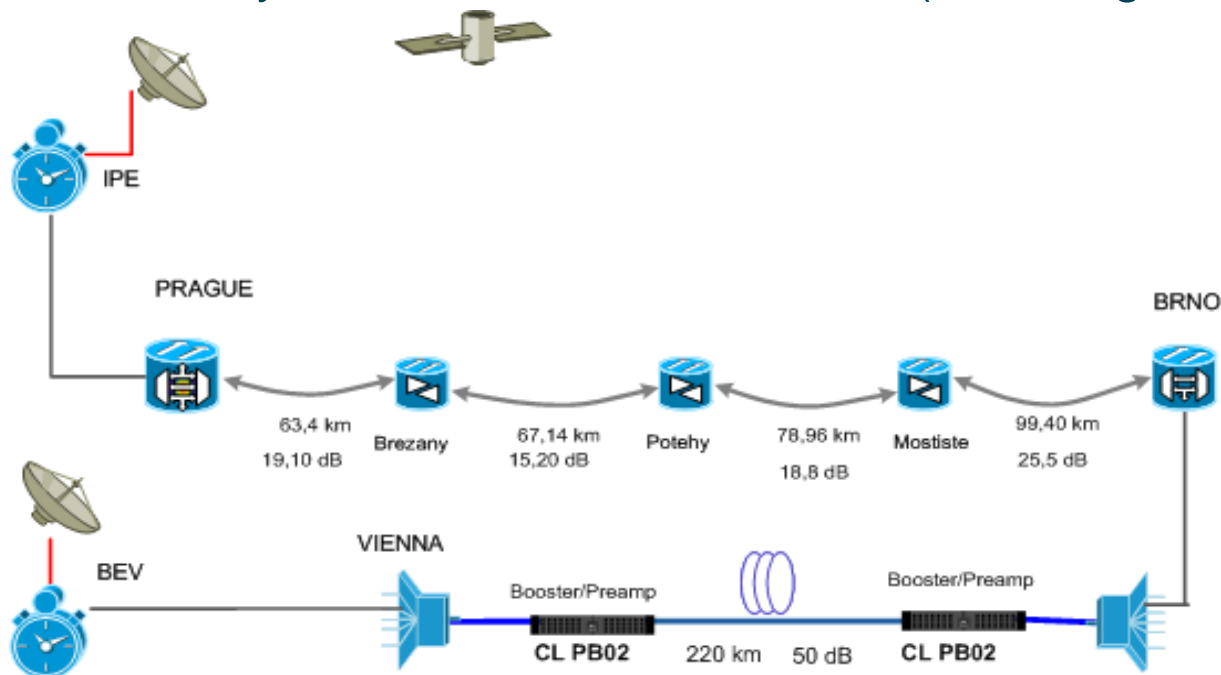 IPE
PRAGUE
BRNO
63,4 km
19,10 dB
Brezany
67,14 km
15,20 dB
Potehy
78,96 km
18,8 dB
Mostiste
99,40 km
25,5 dB
BEV
VIENNA
Booster/Preamp
CL PB02
220 km 50 dB
Booster/Preamp
CL PB02